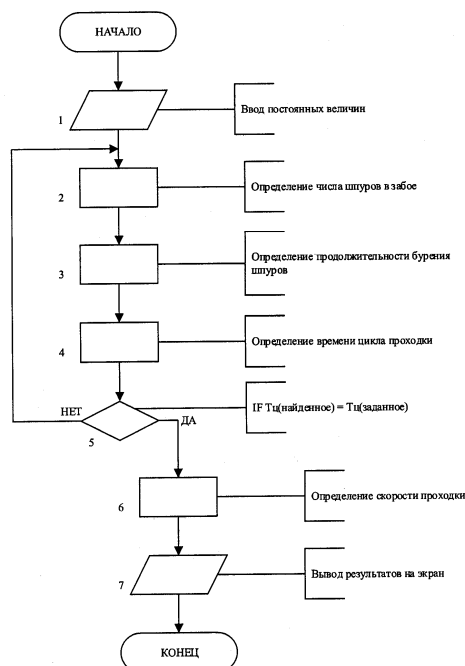 НАЧАЛО
1
Ввод постоянных величин
2
Определение числа шпуров в забое
3
Определение продолжительности бурения
шпуров
4
Определение времени цикла проходки
НЕТ
IF Тц(найденное) = Тц(заданное)
ДА
5
6
Определение скорости проходки
7
Вывод результатов на экран
КОНЕЦ